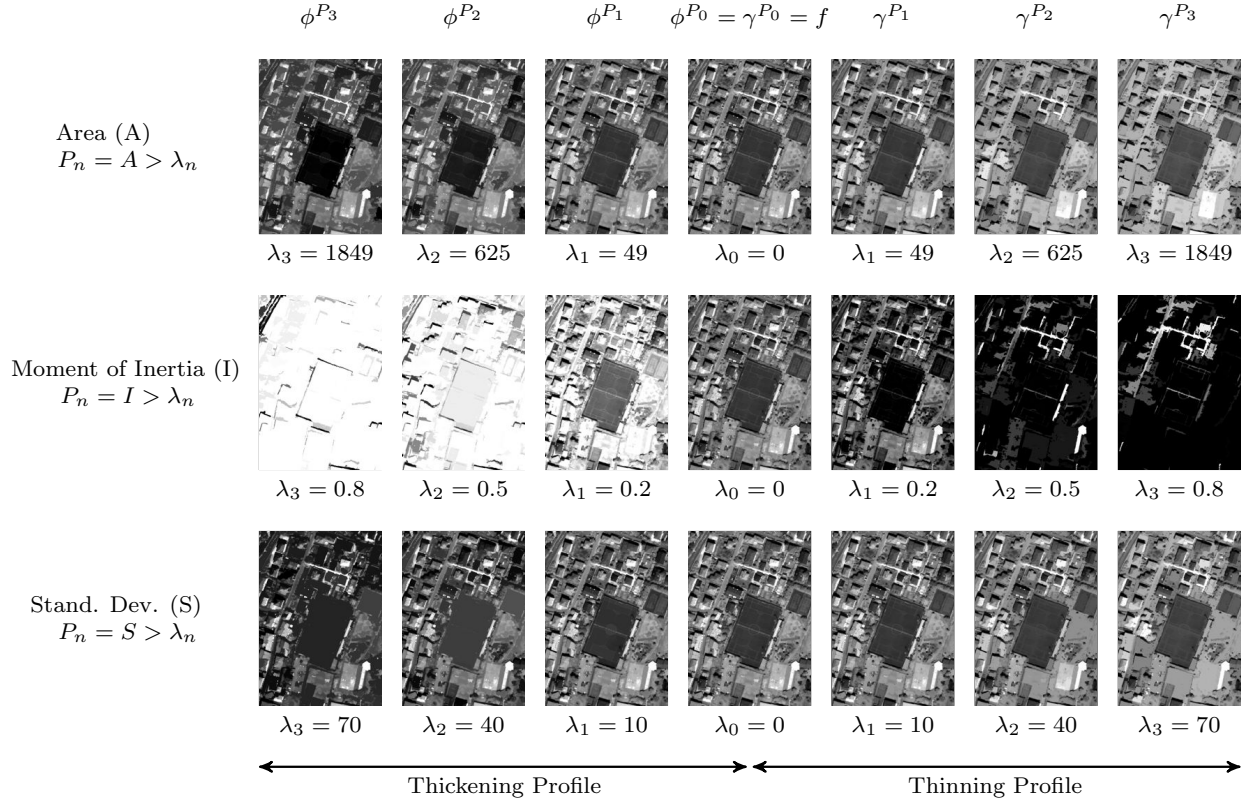 ϕ^{P_3} ϕ^{P_2} ϕ^{P_1} ϕ^{P_0} = γ^{P_0} = f γ^{P_1} γ^{P_2} γ^{P_3}
Area (A)
P_n = A > λ_n
λ_3 = 1849 λ_2 = 625 λ_1 = 49 λ_0 = 0 λ_1 = 49 λ_2 = 625 λ_3 = 1849
Moment of Inertia (I)
P_n = I > λ_n
λ_3 = 0.8 λ_2 = 0.5 λ_1 = 0.2 λ_0 = 0 λ_1 = 0.2 λ_2 = 0.5 λ_3 = 0.8
Stand. Dev. (S)
P_n = S > λ_n
λ_3 = 70 λ_2 = 40 λ_1 = 10 λ_0 = 0 λ_1 = 10 λ_2 = 40 λ_3 = 70
Thickening Profile Thinning Profile